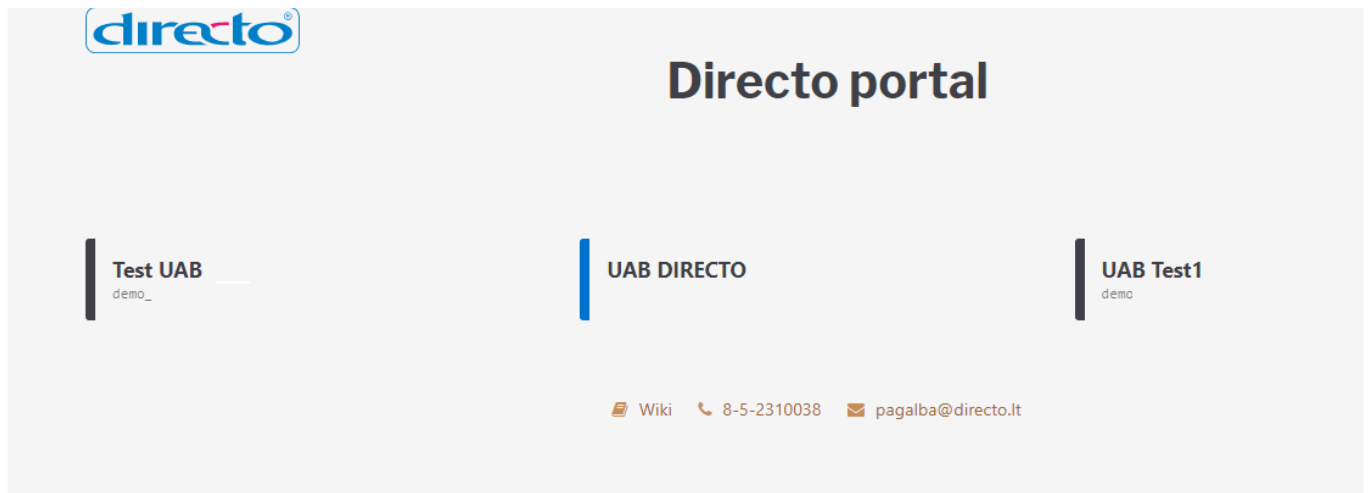 directo®
Directo portal
Test UAB
demo_
UAB DIRECTO
UAB Test1
demo
Wiki 8-5-2310038 pagalba@directo.lt